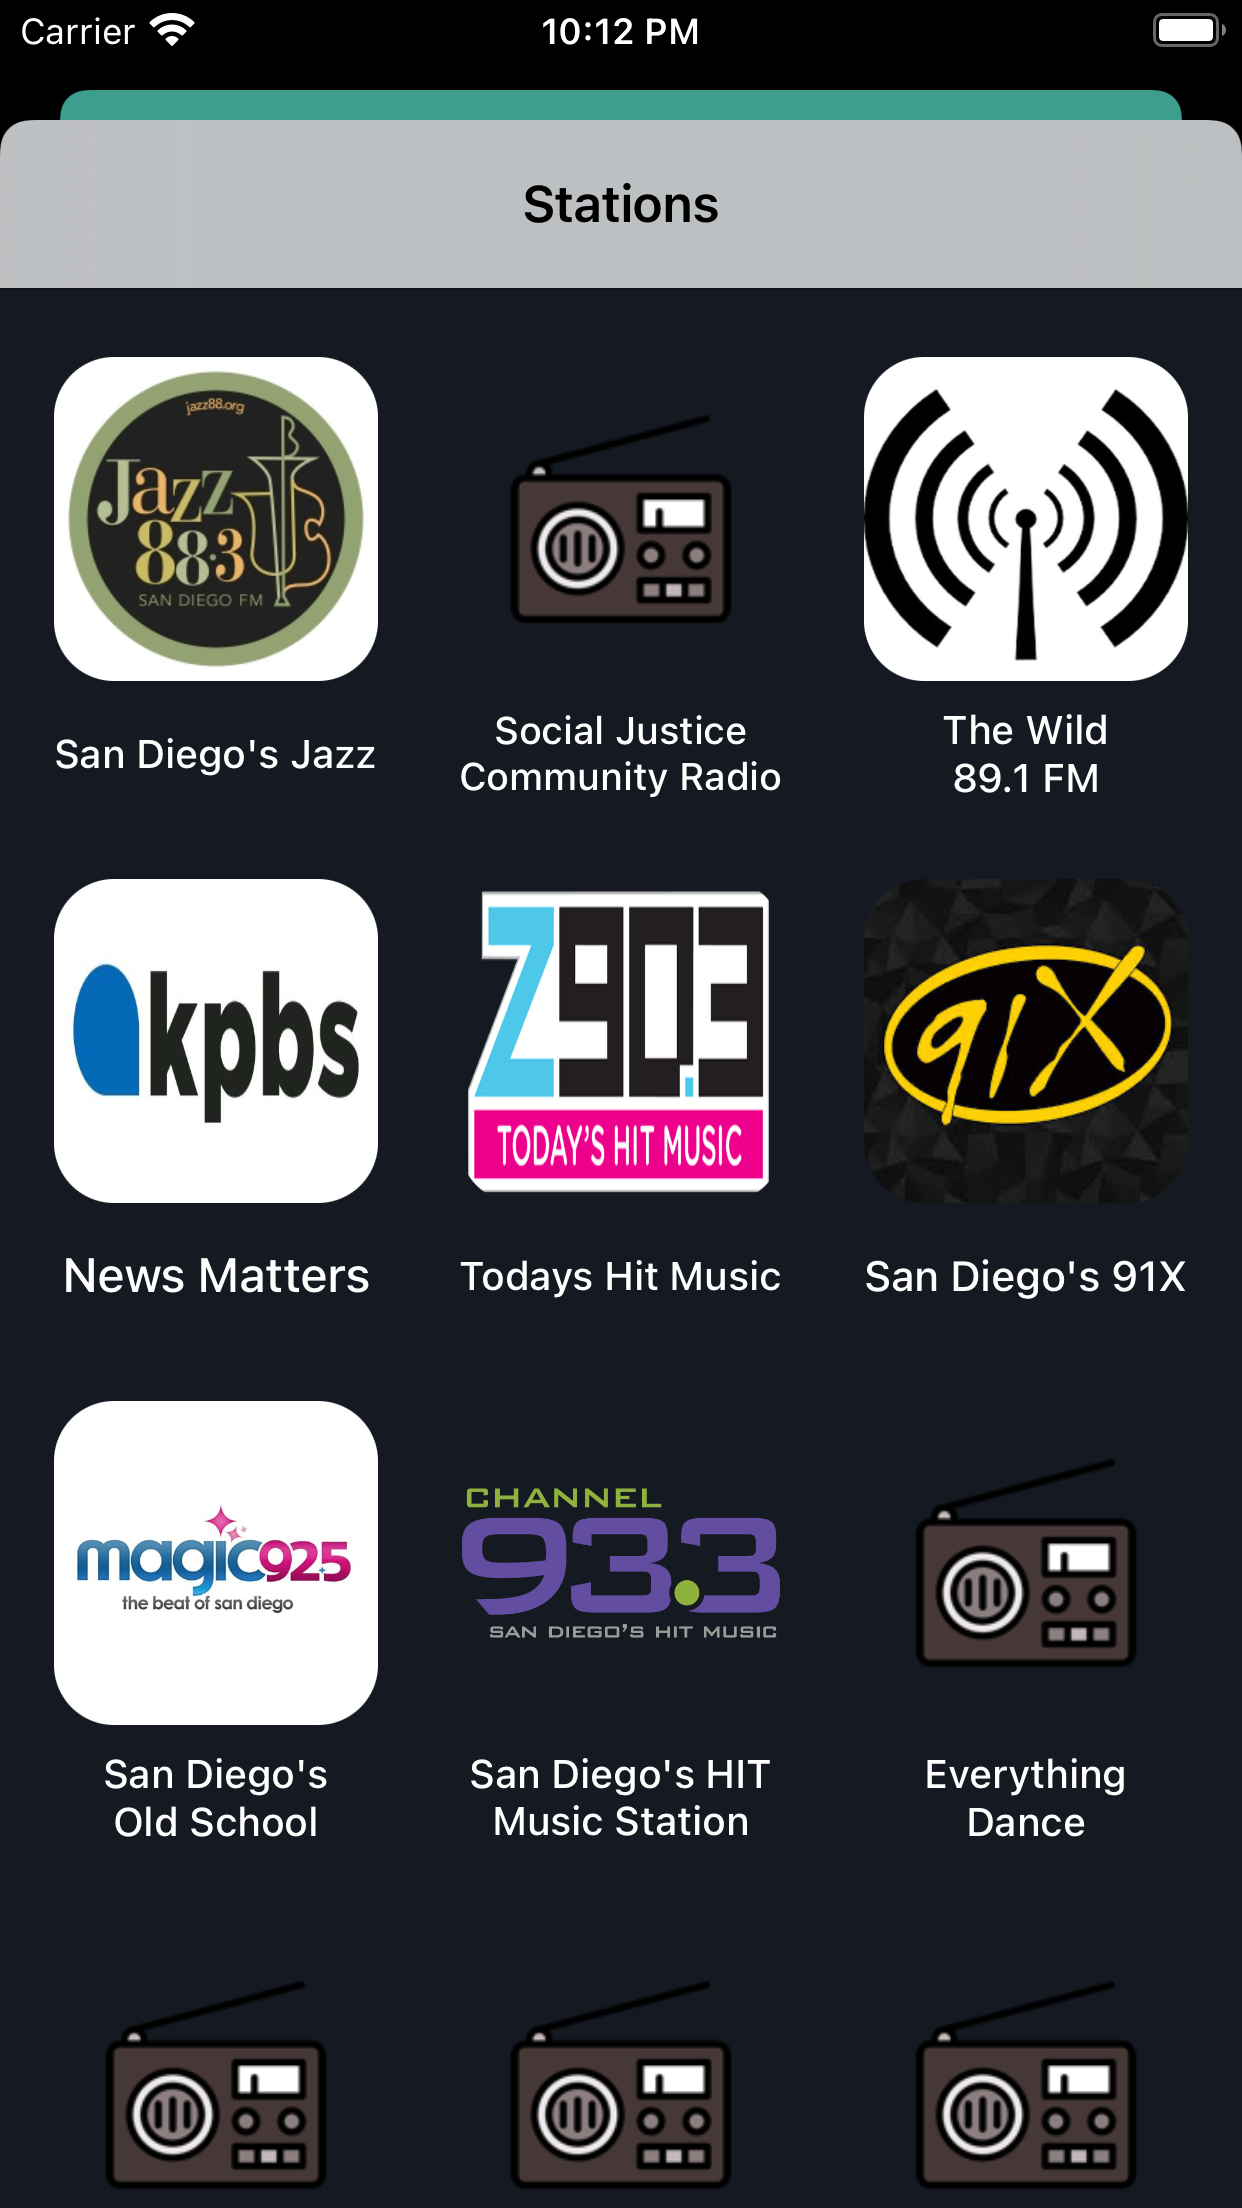 Carrier
10:12 PM
Stations
jazz88.org
Jazz
88.3
SAN DIEGO FM
San Diego's Jazz
Social Justice
Community Radio
The Wild
89.1 FM
kpbs
News Matters
Z90.3
TODAY'S HIT MUSIC
Todays Hit Music
91X
San Diego's 91X
magic92.5
the beat of san diego
San Diego's
Old School
CHANNEL
93.3
SAN DIEGO'S HIT MUSIC
San Diego's HIT
Music Station
Everything
Dance